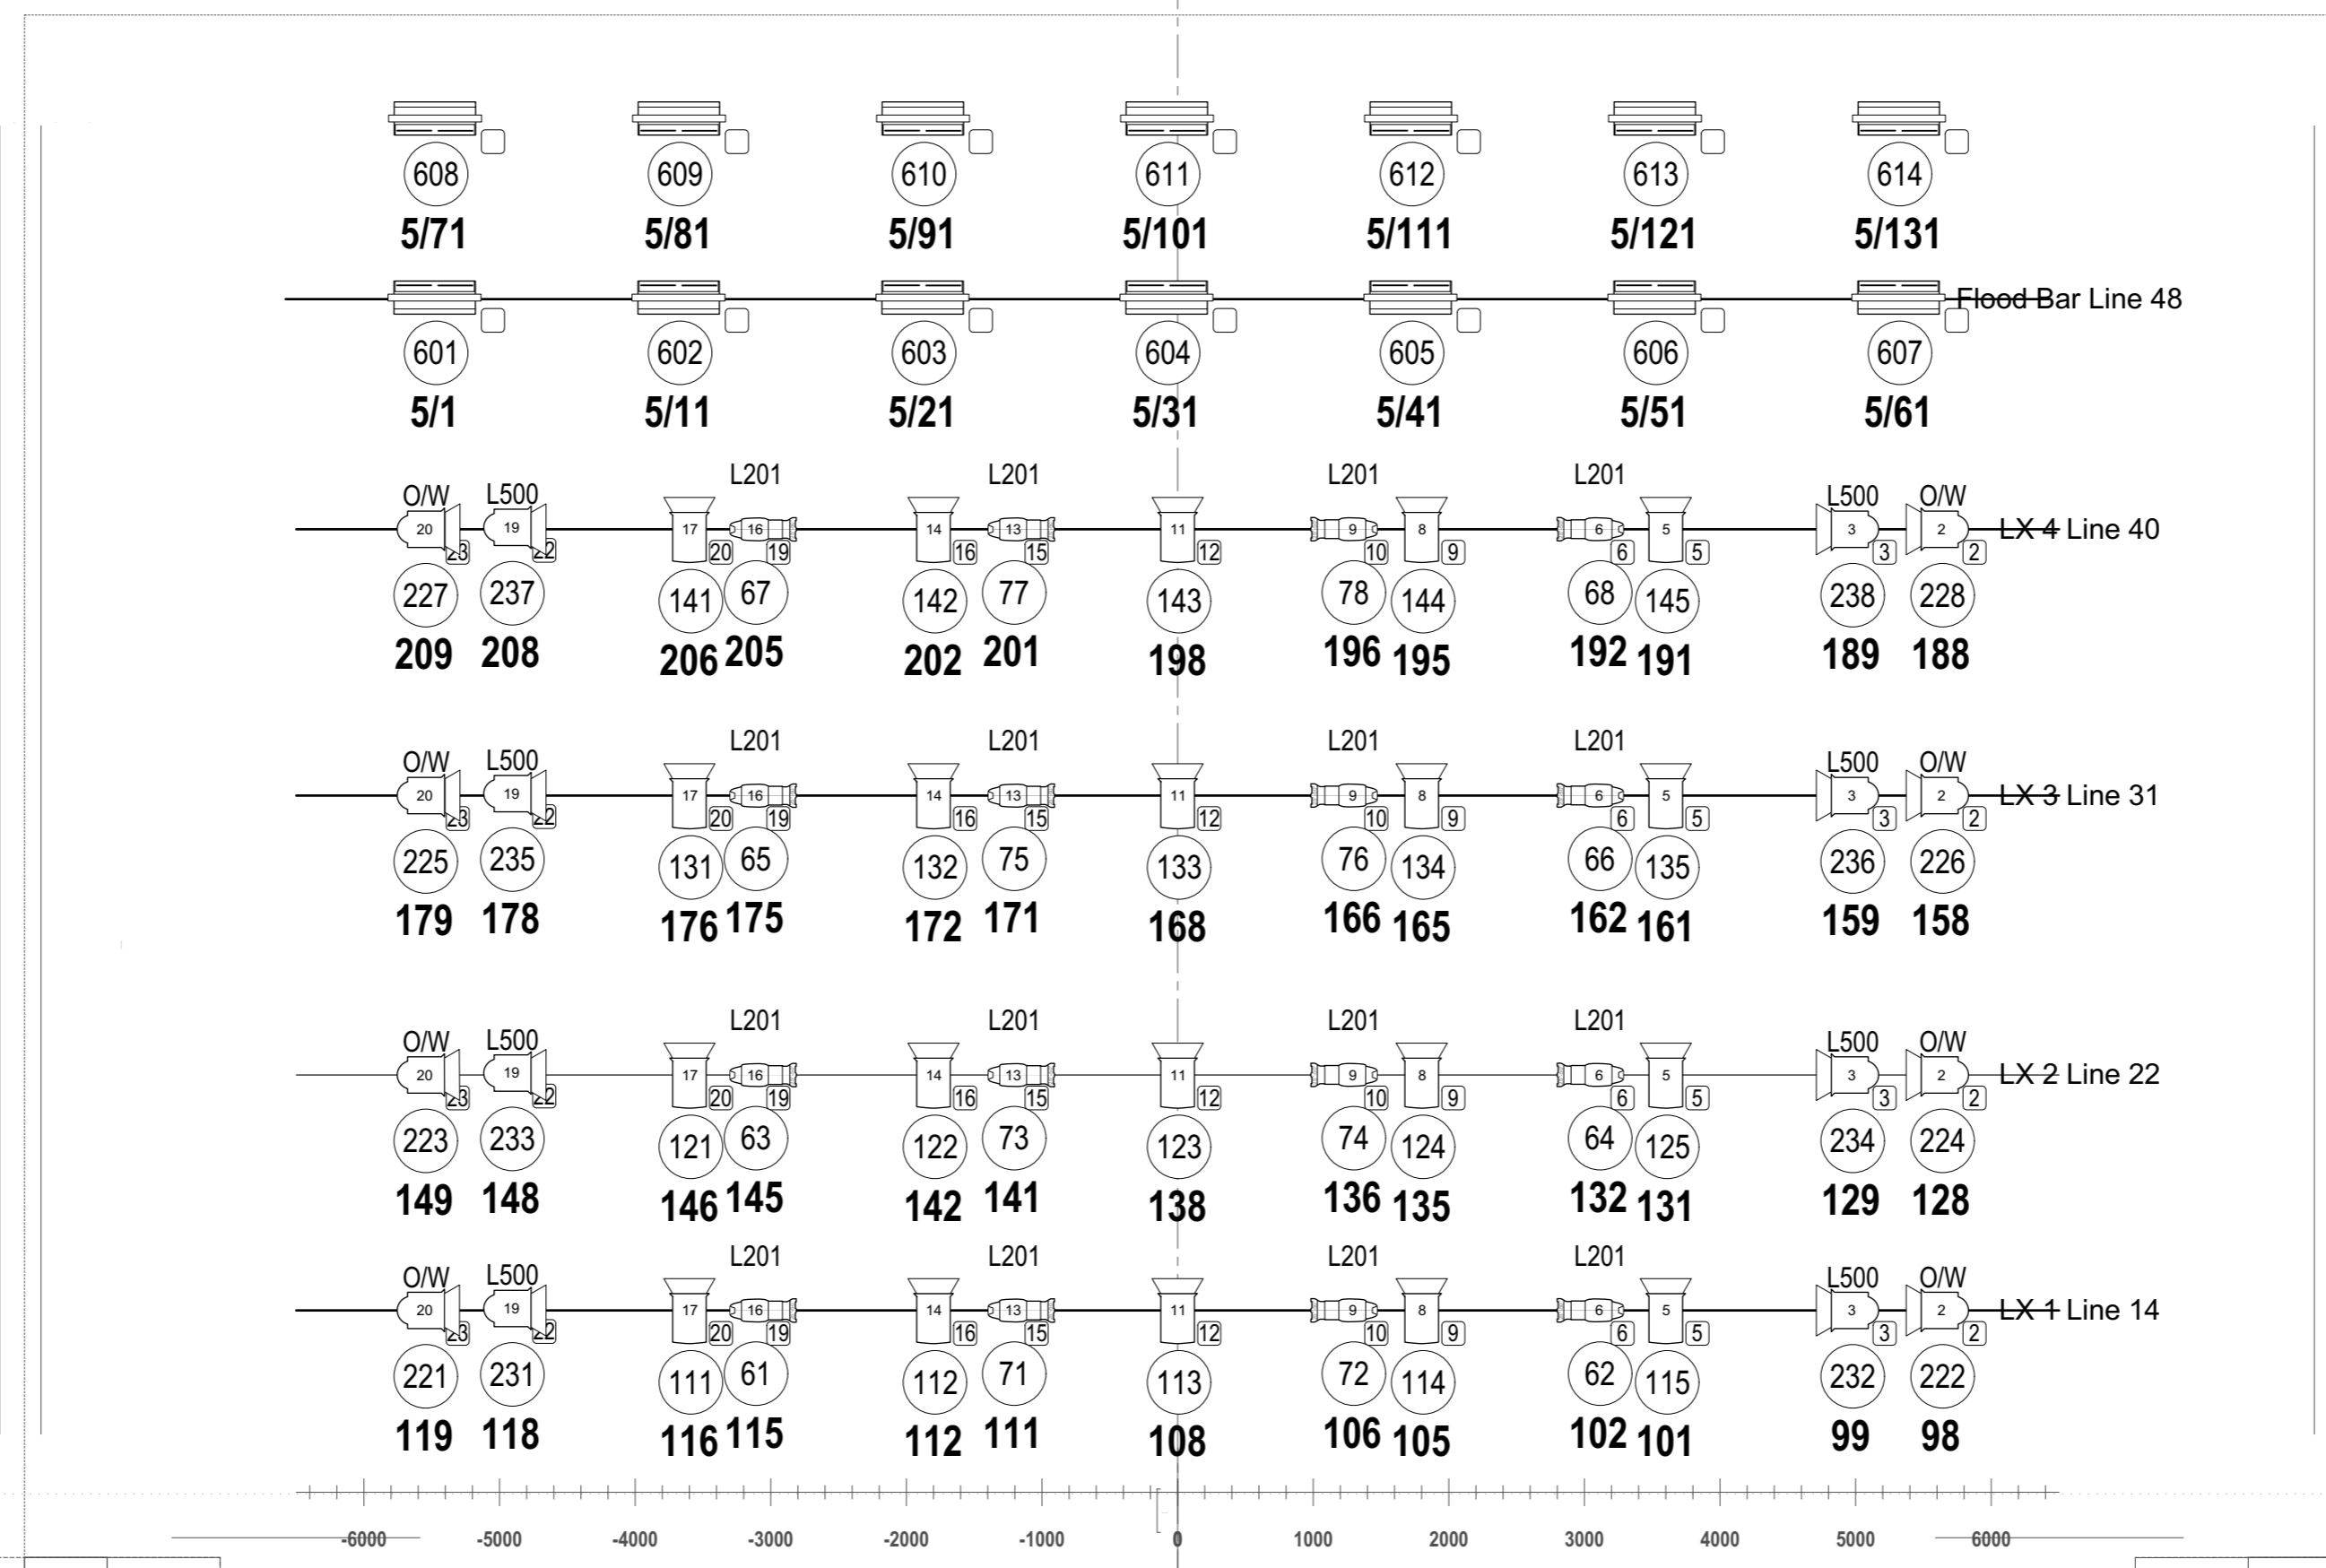 608 609 610 611 612 613 614
5/71 5/81 5/91 5/101 5/111 5/121 5/131
Flood Bar Line 48
601 602 603 604 605 606 607
5/1 5/11 5/21 5/31 5/41 5/51 5/61
L201 L201 L201 L201
O/W L500 L500 O/W
20 19 17 16 14 13 11 9 8 6 5 3 2 LX 4 Line 40
23 22 20 19 16 15 12 10 9 6 5 3 2
227 237 141 67 142 77 143 78 144 68 145 238 228
209 208 206 205 202 201 198 196 195 192 191 189 188
L201 L201 L201 L201
O/W L500 L500 O/W
20 19 17 16 14 13 11 9 8 6 5 3 2 LX 3 Line 31
23 22 20 19 16 15 12 10 9 6 5 3 2
225 235 131 65 132 75 133 76 134 66 135 236 226
179 178 176 175 172 171 168 166 165 162 161 159 158
L201 L201 L201 L201
O/W L500 L500 O/W
20 19 17 16 14 13 11 9 8 6 5 3 2 LX 2 Line 22
23 22 20 19 16 15 12 10 9 6 5 3 2
223 233 121 63 122 73 123 74 124 64 125 234 224
149 148 146 145 142 141 138 136 135 132 131 129 128
L201 L201 L201 L201
O/W L500 L500 O/W
20 19 17 16 14 13 11 9 8 6 5 3 2 LX 1 Line 14
23 22 20 19 16 15 12 10 9 6 5 3 2
221 231 111 61 112 71 113 72 114 62 115 232 222
119 118 116 115 112 111 108 106 105 102 101 99 98
-6000 -5000 -4000 -3000 -2000 -1000 0 1000 2000 3000 4000 5000 6000